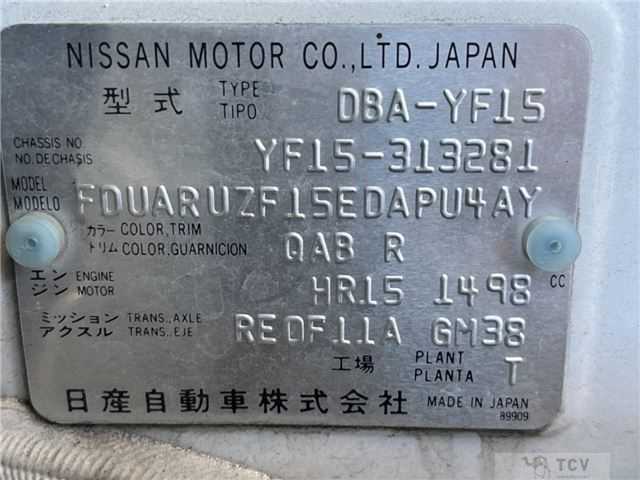 NISSAN MOTOR CO.,LTD. JAPAN
型式 TYPE TIPO DBA-YF15
CHASSIS NO NO.DE CHASIS YF15-313281
MODEL MODELO FDUARUZF15EDAPU4AY
カラー COLOR,TRIM
トリム COLOR,GUARNICION QAB R
エンジン ENGINE MOTOR HR15 1498 CC
ミッション TRANS.,AXLE
アクスル TRANS.,EJE RE0F11A GM38
工場 PLANT PLANTA T
日産自動車株式会社 MADE IN JAPAN
89909
TCV